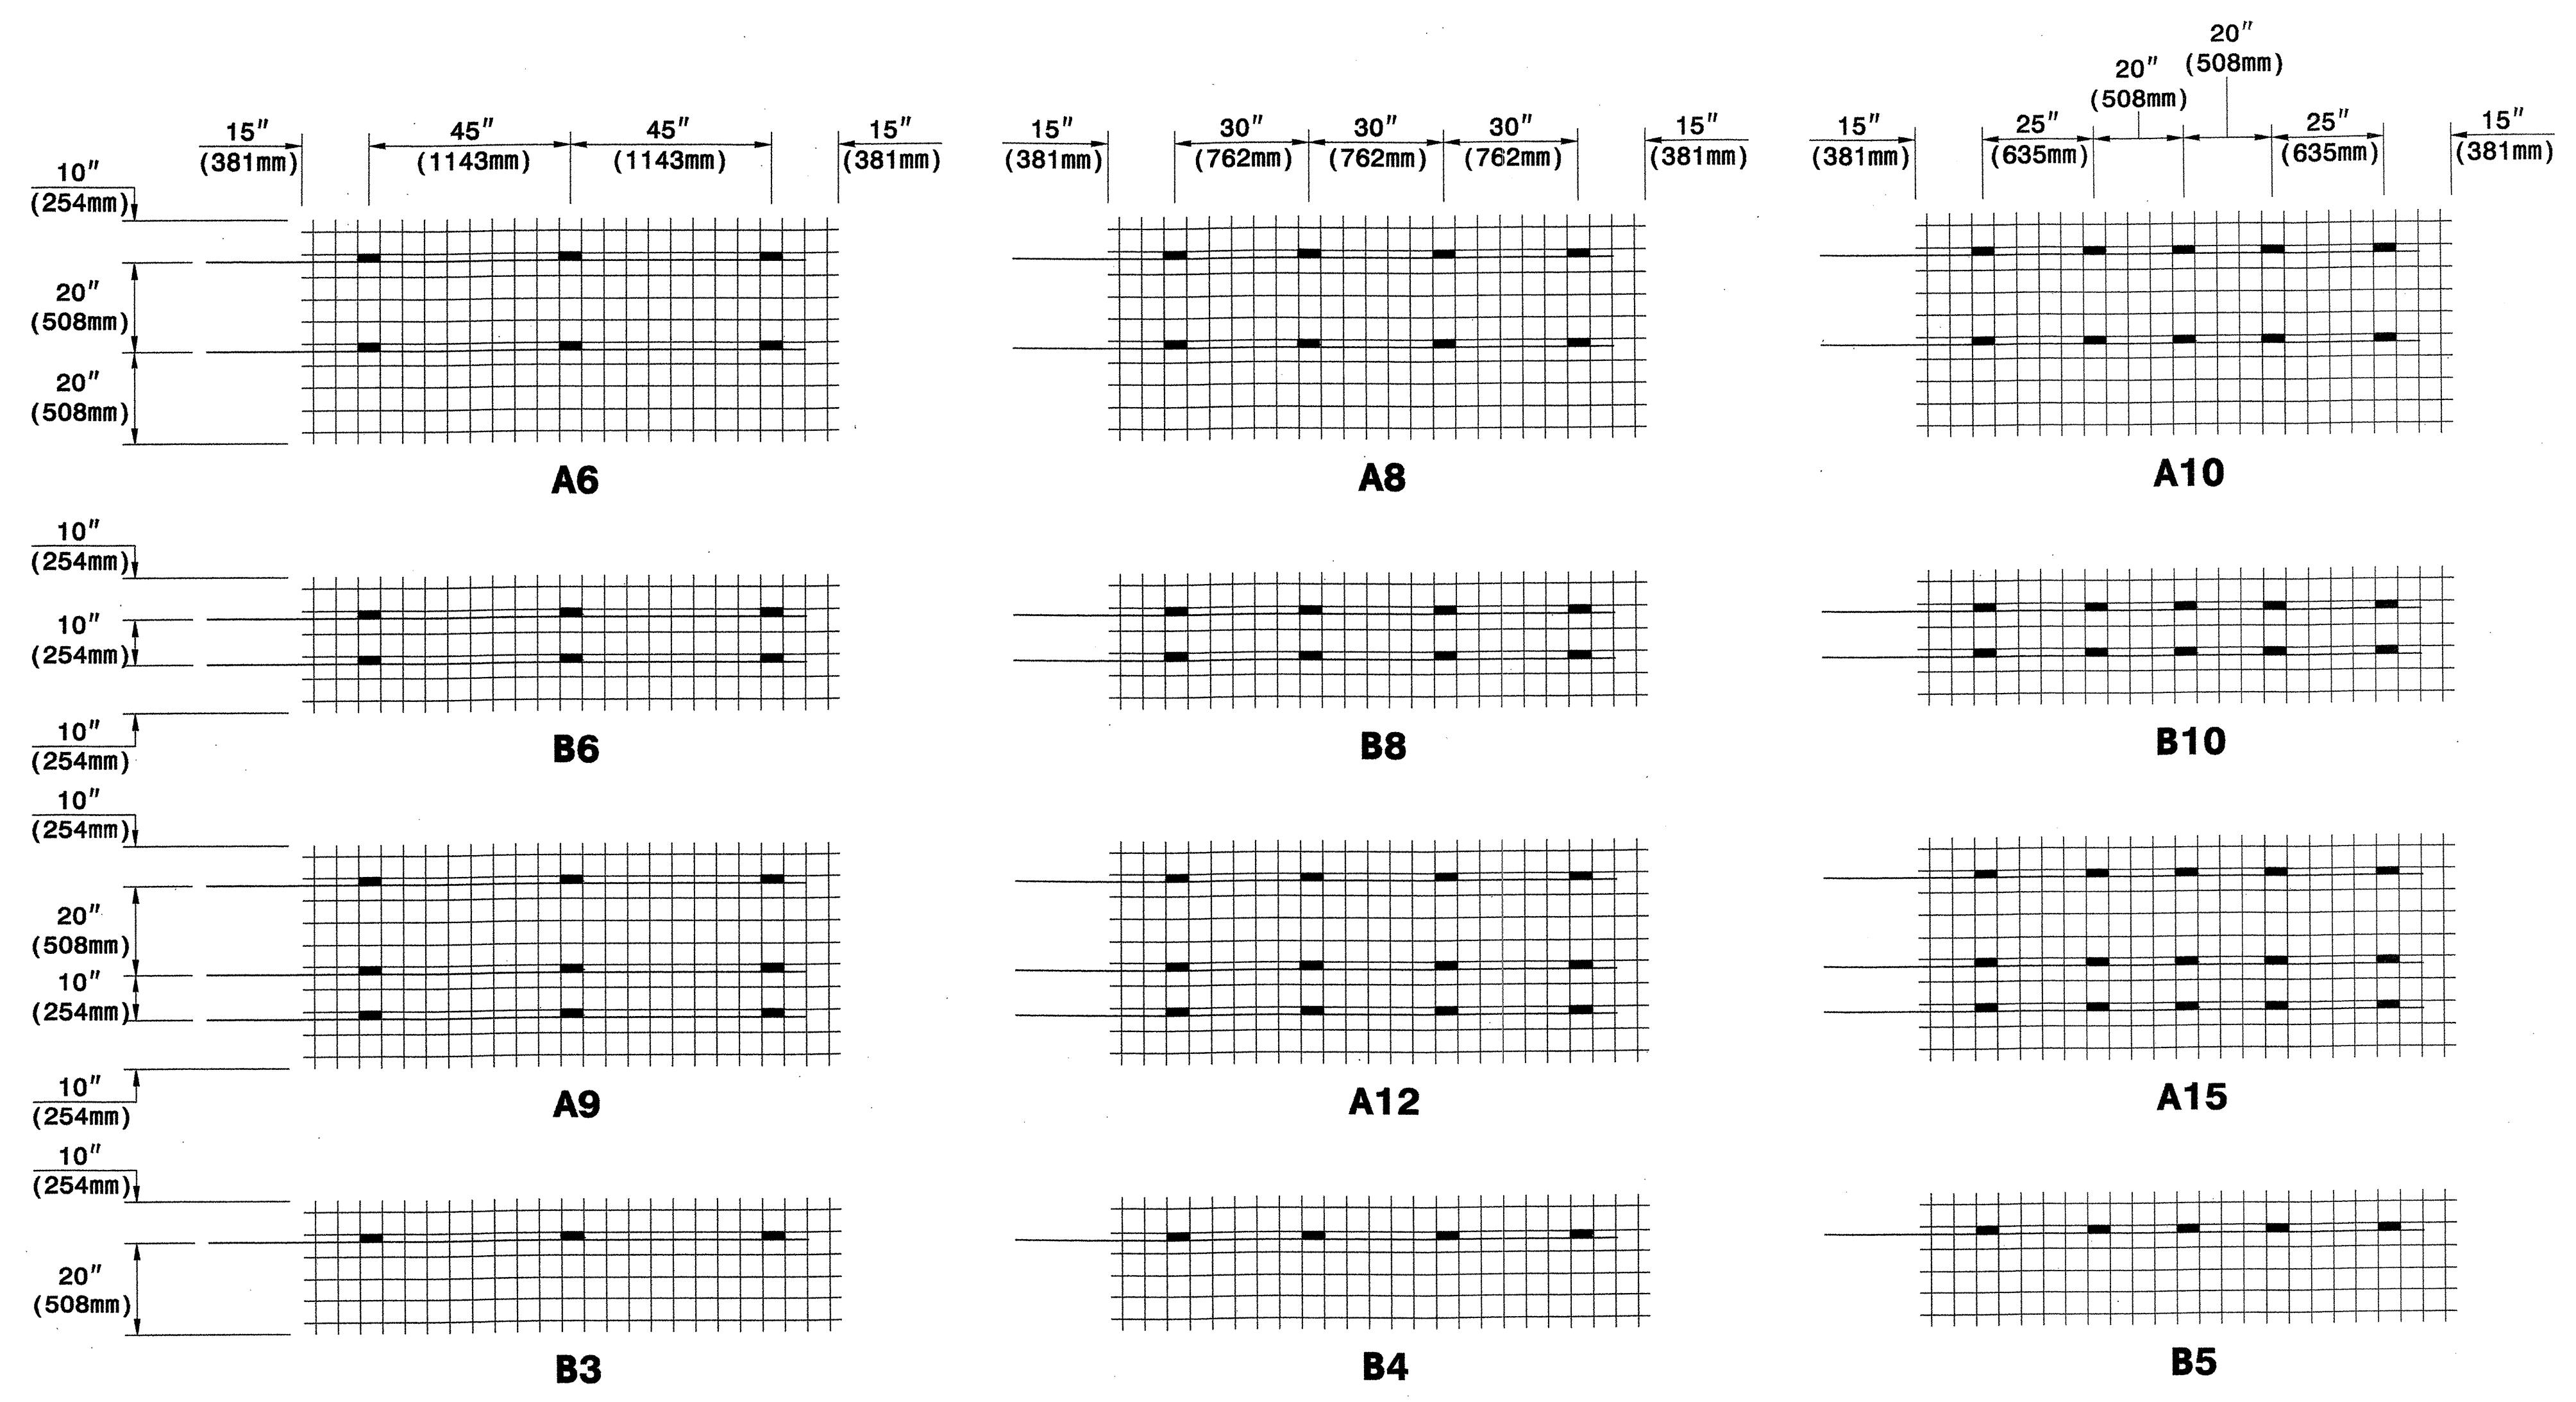 20″
(508mm)
20″
(508mm)
15″
(381mm)
45″
(1143mm)
45″
(1143mm)
15″
(381mm)
15″
(381mm)
30″
(762mm)
30″
(762mm)
30″
(762mm)
15″
(381mm)
15″
(381mm)
25″
(635mm)
25″
(635mm)
15″
(381mm)
10″
(254mm)
20″
(508mm)
20″
(508mm)
A6
A8
A10
10″
(254mm)
10″
(254mm)
10″
(254mm)
B6
B8
B10
10″
(254mm)
20″
(508mm)
10″
(254mm)
10″
(254mm)
A9
A12
A15
10″
(254mm)
20″
(508mm)
B3
B4
B5